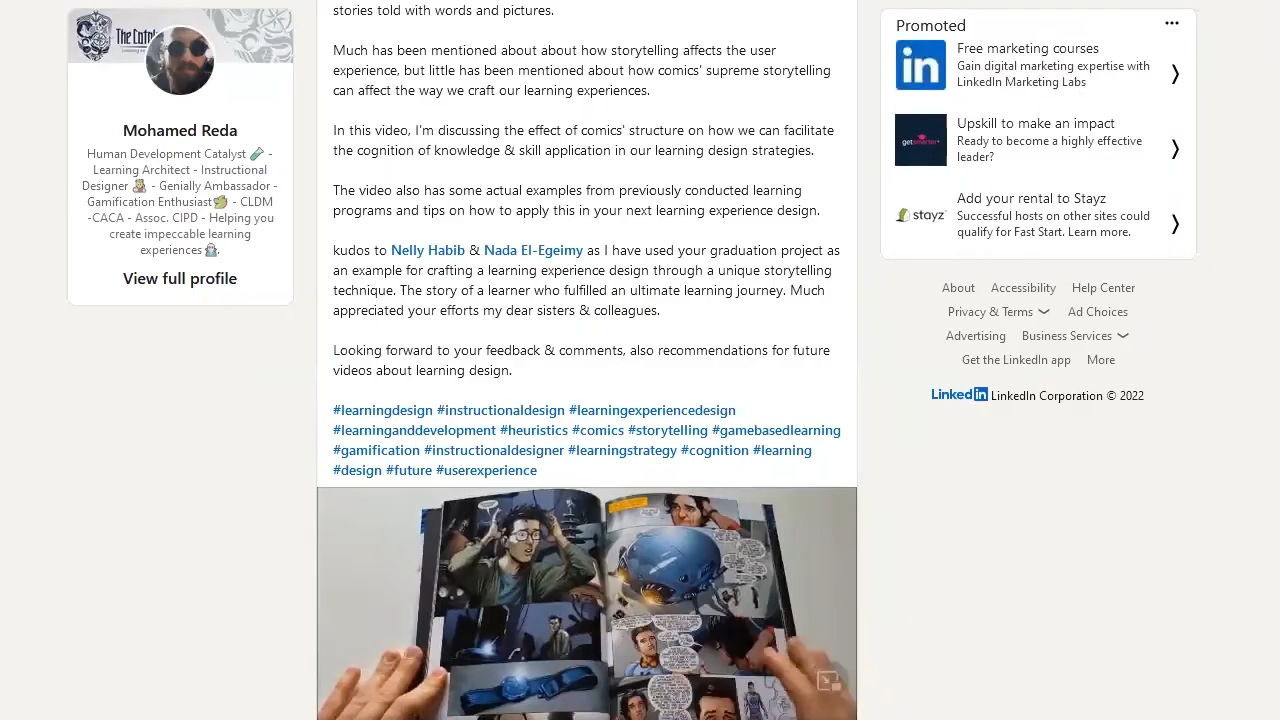 The Catal
Mohamed Reda
Human Development Catalyst 🧪 -
Learning Architect - Instructional
Designer 🧝🏼 - Genially Ambassador -
Gamification Enthusiast🐲 - CLDM
-CACA - Assoc. CIPD - Helping you
create impeccable learning
experiences 🔮.
View full profile
stories told with words and pictures.
Much has been mentioned about about how storytelling affects the user
experience, but little has been mentioned about how comics' supreme storytelling
can affect the way we craft our learning experiences.
In this video, I'm discussing the effect of comics' structure on how we can facilitate
the cognition of knowledge & skill application in our learning design strategies.
The video also has some actual examples from previously conducted learning
programs and tips on how to apply this in your next learning experience design.
kudos to Nelly Habib & Nada El-Egeimy as I have used your graduation project as
an example for crafting a learning experience design through a unique storytelling
technique. The story of a learner who fulfilled an ultimate learning journey. Much
appreciated your efforts my dear sisters & colleagues.
Looking forward to your feedback & comments, also recommendations for future
videos about learning design.
#learningdesign #instructionaldesign #learningexperiencedesign
#learninganddevelopment #heuristics #comics #storytelling #gamebasedlearning
#gamification #instructionaldesigner #learningstrategy #cognition #learning
#design #future #userexperience
Promoted
in
Free marketing courses
Gain digital marketing expertise with
LinkedIn Marketing Labs
getsmarter
Upskill to make an impact
Ready to become a highly effective
leader?
stayz
Add your rental to Stayz
Successful hosts on other sites could
qualify for Fast Start. Learn more.
About Accessibility Help Center
Privacy & Terms Ad Choices
Advertising Business Services
Get the LinkedIn app More
LinkedIn LinkedIn Corporation © 2022